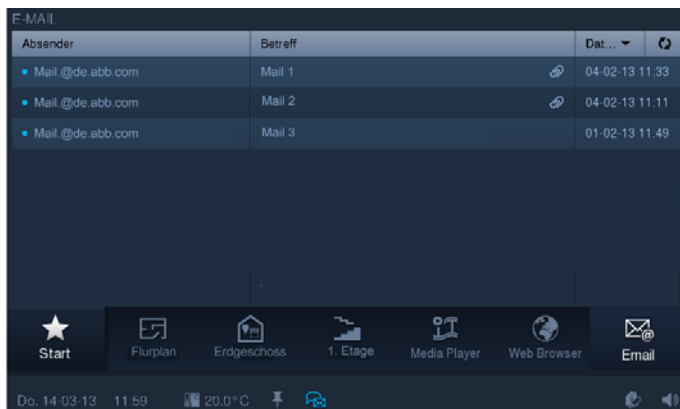 E-MAIL
Absender Betreff Dat...
Mail.@de.abb.com Mail 1 04-02-13 11:33
Mail.@de.abb.com Mail 2 04-02-13 11:11
Mail.@de.abb.com Mail 3 01-02-13 11:49
Start Flurplan Erdgeschoss 1. Etage Media Player Web Browser Email
Do. 14-03-13 11:59 20.0°C